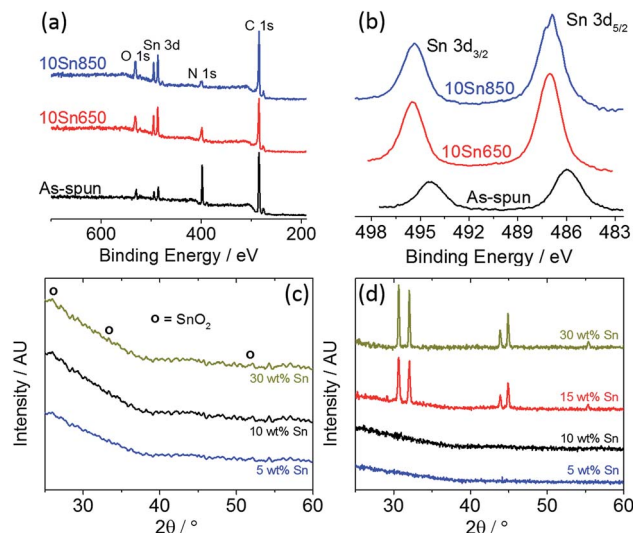 (a)
C 1s
Sn 3d
O 1s
N 1s
10Sn850
10Sn650
As-spun
600 400 200
Binding Energy / eV
(b)
Sn 3d5/2
Sn 3d3/2
10Sn850
10Sn650
As-spun
498 495 492 489 486 483
Binding Energy / eV
(c)
o
o
o = SnO2
o
30 wt% Sn
10 wt% Sn
5 wt% Sn
Intensity / AU
30 40 50 60
2θ / °
(d)
30 wt% Sn
15 wt% Sn
10 wt% Sn
5 wt% Sn
Intensity / AU
30 40 50 60
2θ / °